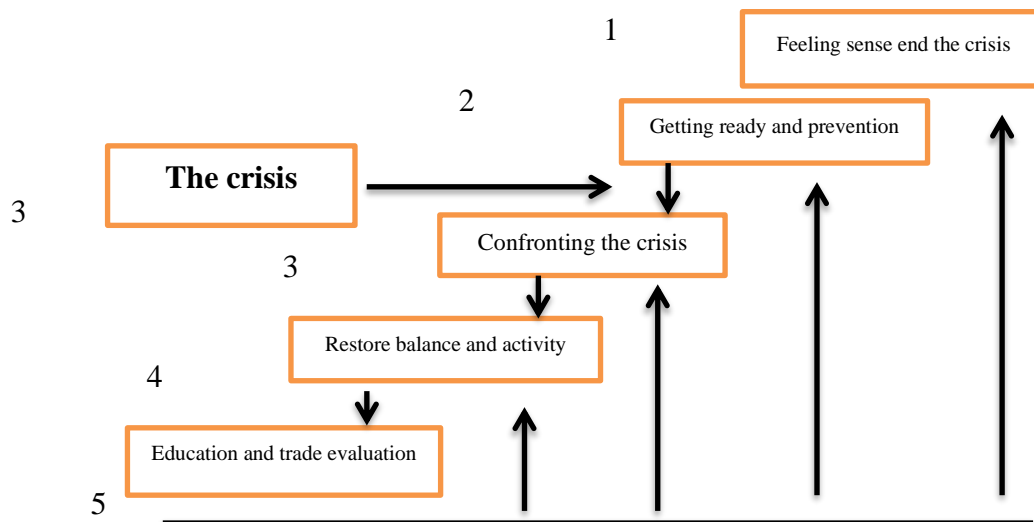 1
Feeling sense end the crisis
2
Getting ready and prevention
The crisis
3
Confronting the crisis
3
Restore balance and activity
4
Education and trade evaluation
5